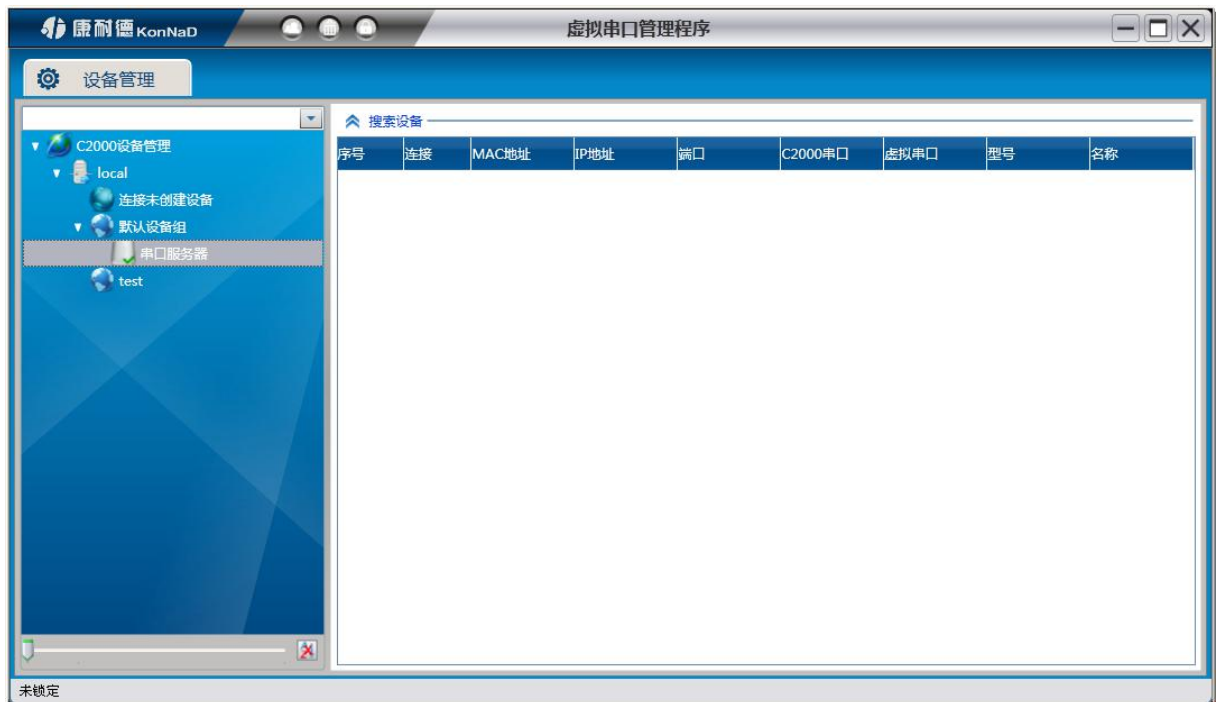 康耐德 KonNaD
虚拟串口管理程序
设备管理
C2000设备管理
local
连接未创建设备
默认设备组
串口服务器
test
搜索设备
序号 连接 MAC地址 IP地址 端口 C2000串口 虚拟串口 型号 名称
未锁定